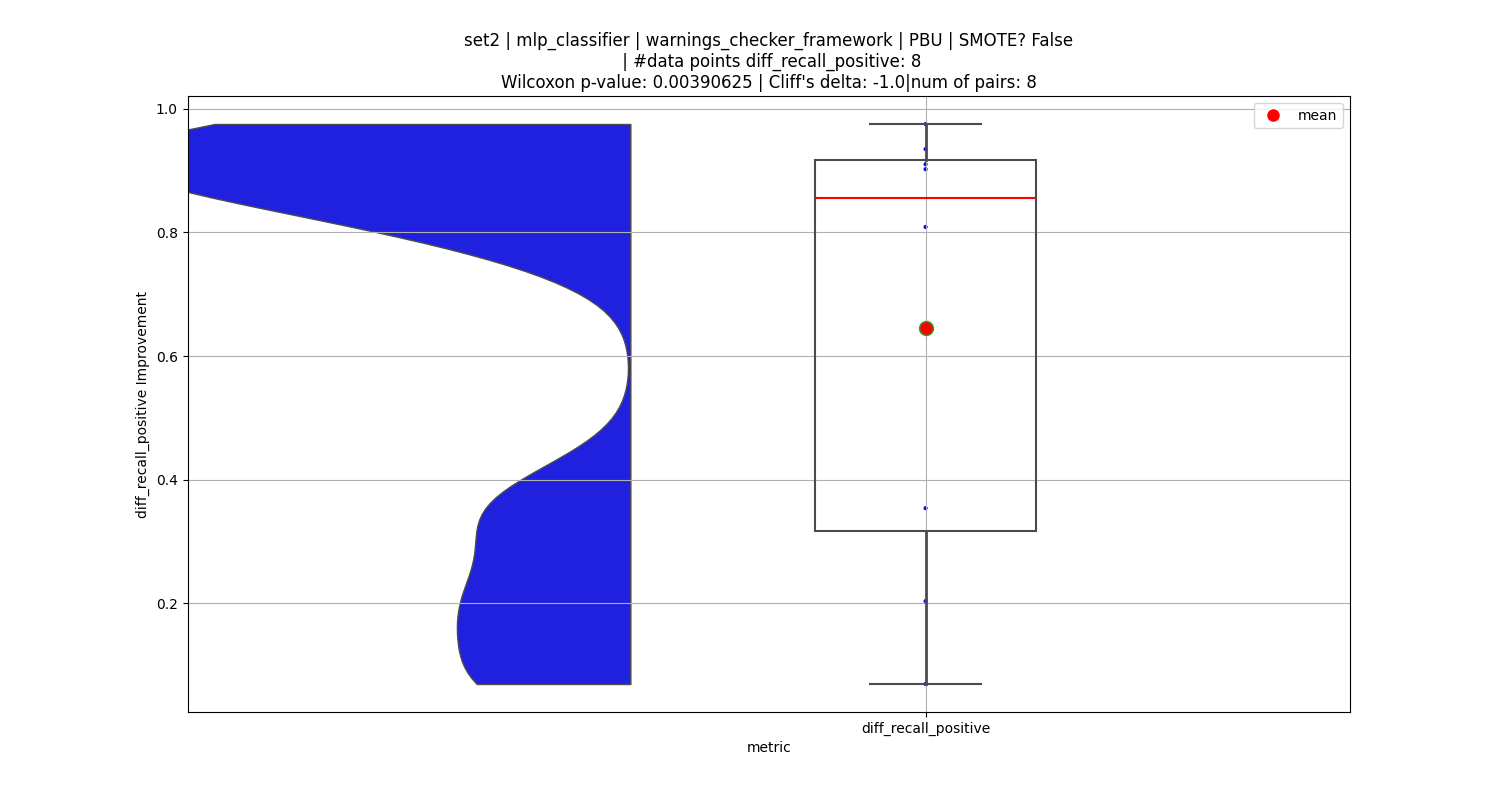 set2 | mlp_classifier | warnings_checker_framework | PBU | SMOTE? False
| #data points diff_recall_positive: 8
Wilcoxon p-value: 0.00390625 | Cliff's delta: -1.0|num of pairs: 8
mean
1.0
0.8
0.6
0.4
0.2
diff_recall_positive Improvement
diff_recall_positive
metric